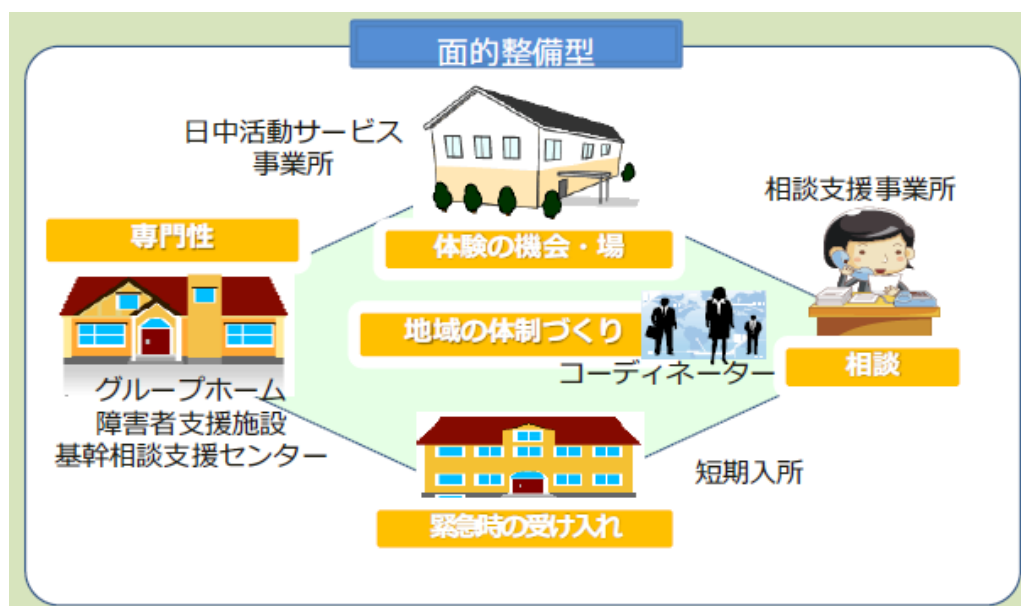 面的整備型
日中活動サービス
事業所
相談支援事業所
専門性
体験の機会・場
地域の体制づくり
コーディネーター
相談
グループホーム
障害者支援施設
基幹相談支援センター
短期入所
緊急時の受け入れ